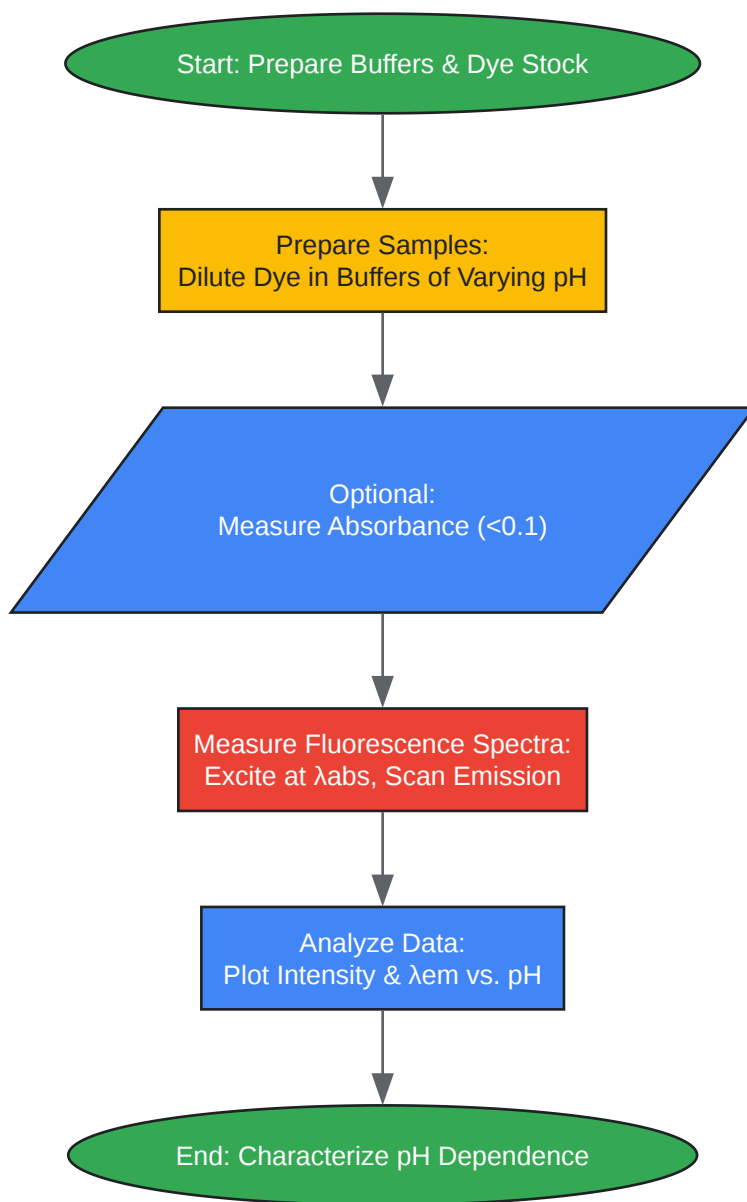 Start: Prepare Buffers & Dye Stock
Prepare Samples:
Dilute Dye in Buffers of Varying pH
Optional:
Measure Absorbance (<0.1)
Measure Fluorescence Spectra:
Excite at λabs, Scan Emission
Analyze Data:
Plot Intensity & λem vs. pH
End: Characterize pH Dependence